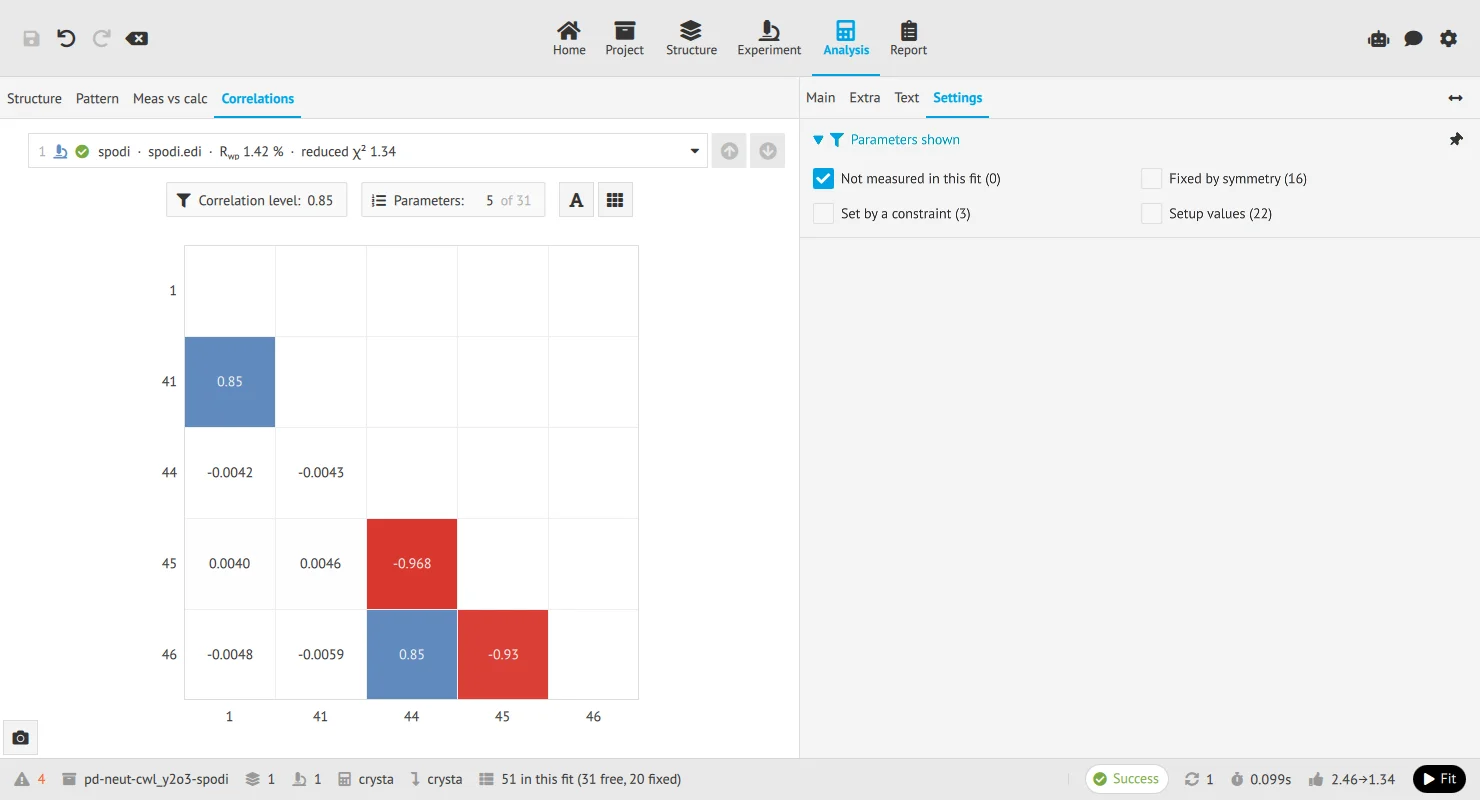 Home
Project
Structure
Experiment
Analysis
Report
Structure
Pattern
Meas vs calc
Correlations
Main
Extra
Text
Settings
1 spodi · spodi.edi · Rwp 1.42 % · reduced χ² 1.34
Correlation level: 0.85
Parameters: 5 of 31
A
Parameters shown
Not measured in this fit (0)
Fixed by symmetry (16)
Set by a constraint (3)
Setup values (22)
1
41 0.85
44 -0.0042 -0.0043
45 0.0040 0.0046 -0.968
46 -0.0048 -0.0059 0.85 -0.93
1 41 44 45 46
4 pd-neut-cwl_y2o3-spodi 1 1 crysta crysta 51 in this fit (31 free, 20 fixed)
Success 1 0.099s 2.46→1.34 Fit